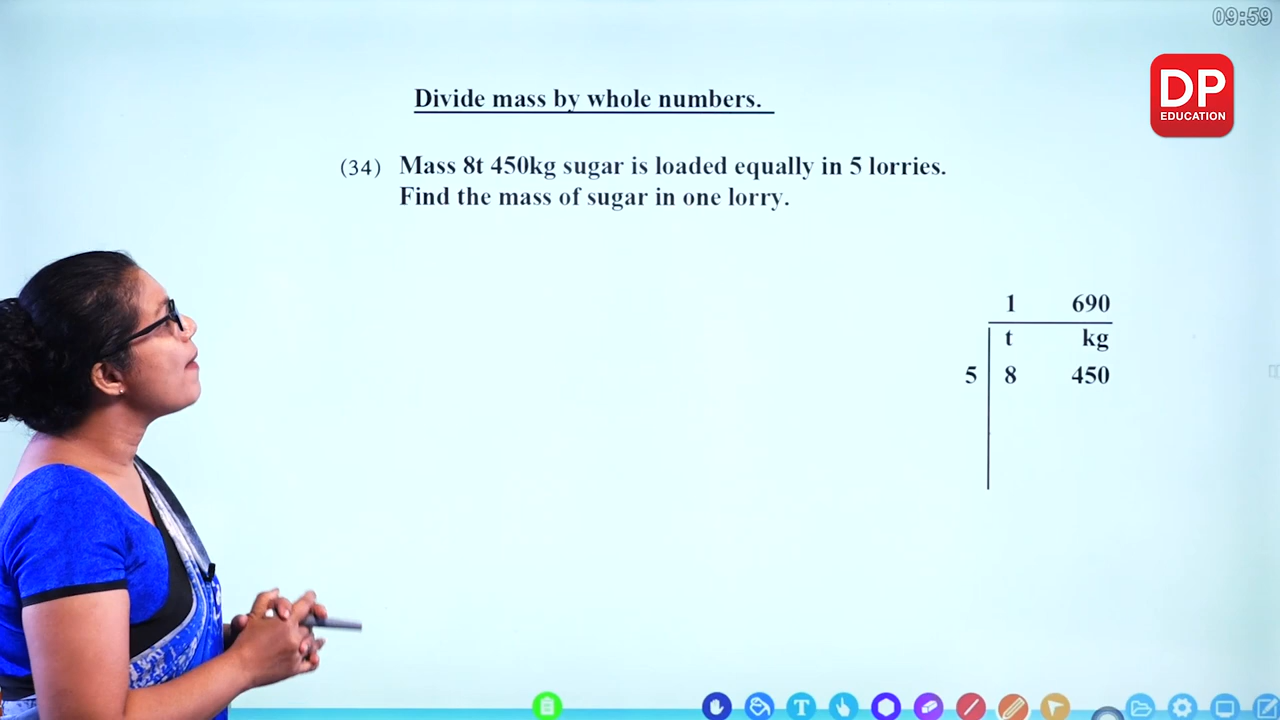 09:59
DP
EDUCATION
Divide mass by whole numbers.
(34) Mass 8t 450kg sugar is loaded equally in 5 lorries.
Find the mass of sugar in one lorry.
1 690
t kg
5 8 450
T